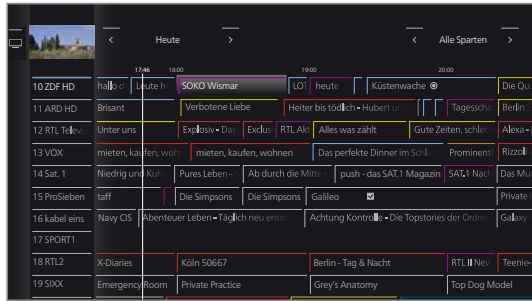 < Heute > < Alle Sparten >
17:46 18:00 19:00 20:00
10 ZDF HD hallo d Leute h SOKO Wismar LOT heute Küstenwache Die Qu
11 ARD HD Brisant Verbotene Liebe Heiter bis tödlich - Hubert un Tagesscha Berlin
12 RTL Televi Unter uns Explosiv - Das Exclus RTL Akt Alles was zählt Gute Zeiten, schlec Alexa -
13 VOX mieten, kaufen, woh mieten, kaufen, wohnen Das perfekte Dinner im Schl Prominent! Rizzoli
14 Sat. 1 Niedrig und Kuh Pures Leben - Ab durch die Mitte - push - das SAT.1 Magazin SAT.1 Nach Das Mu
15 ProSieben taff Die Simpsons Die Simpsons Galileo Private
16 kabel eins Navy CIS Abenteuer Leben - Täglich neu entd Achtung Kontrolle - Die Topstories der Ordnu Galaxy
17 SPORT1
18 RTL2 X-Diaries Köln 50667 Berlin - Tag & Nacht RTL II New Teenie-
19 SIXX Emergency Room Private Practice Grey's Anatomy Top Dog Model